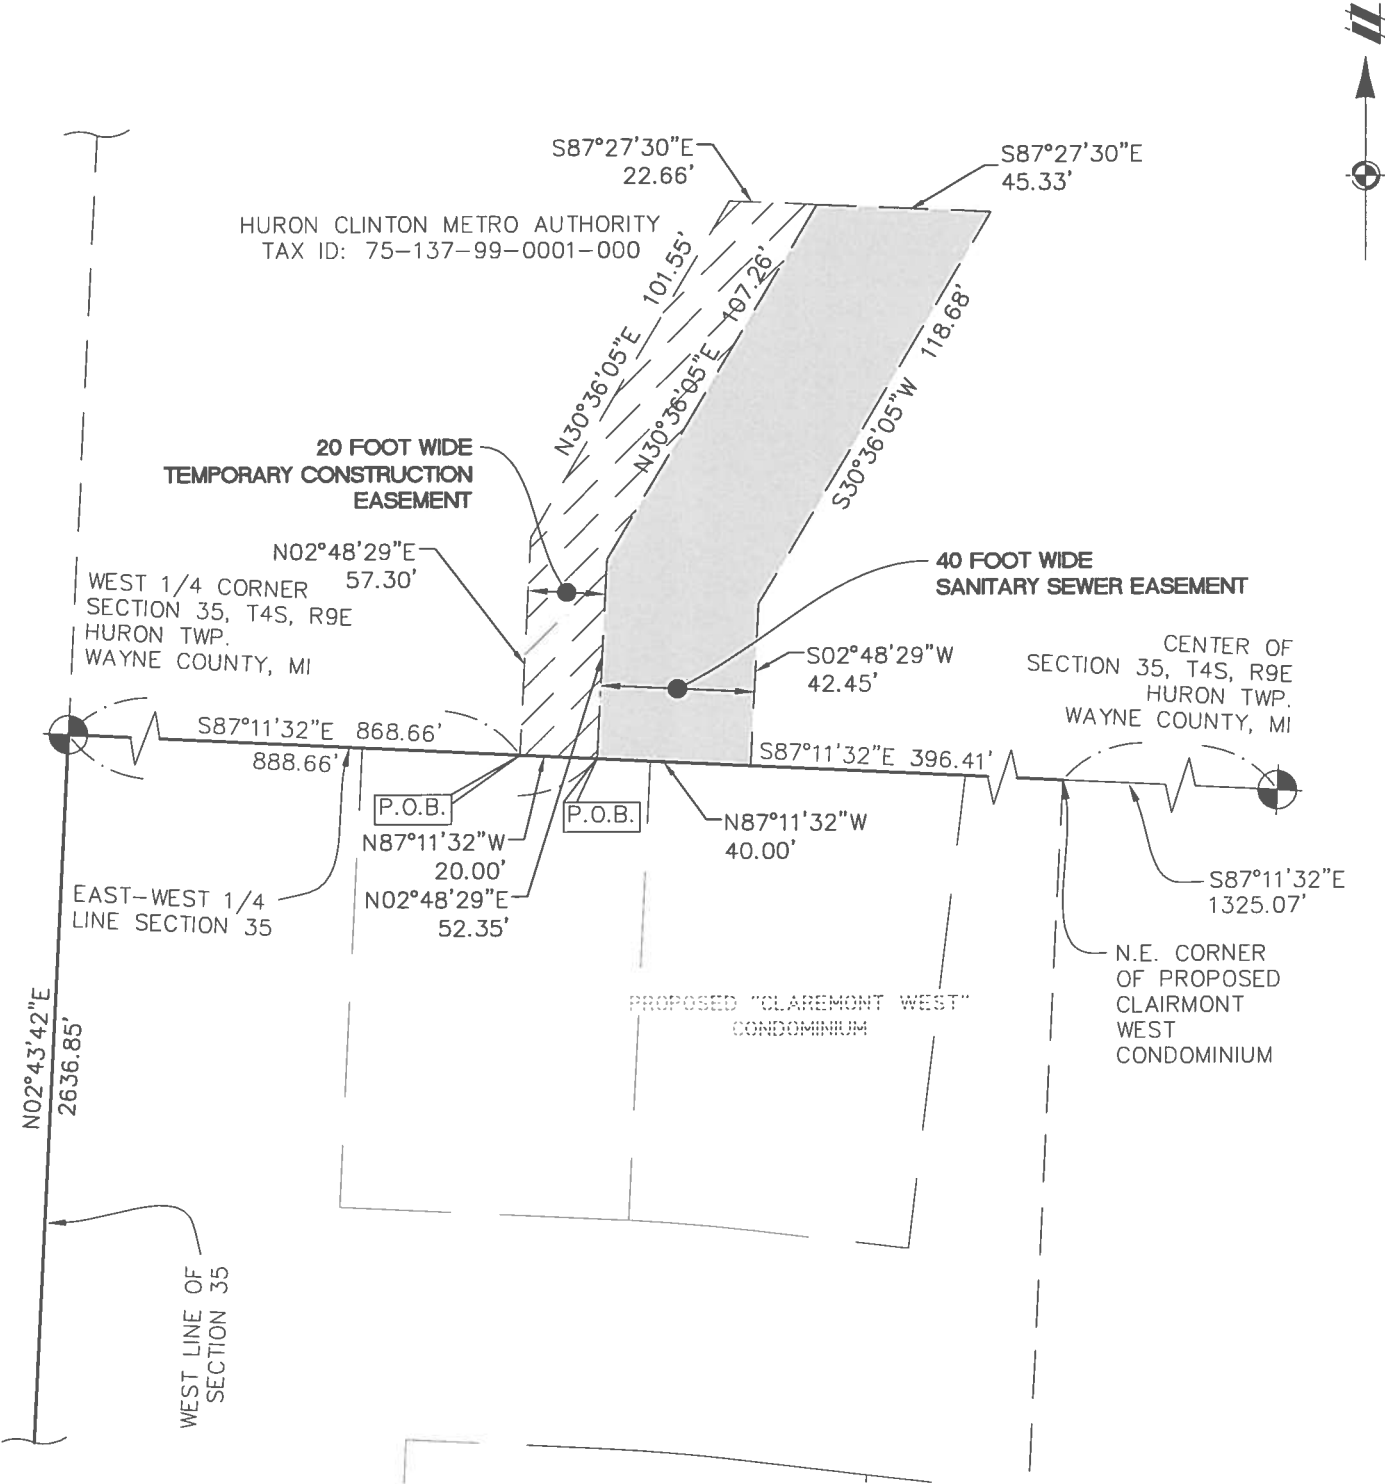 S87°27'30"E
22.66'
S87°27'30"E
45.33'
HURON CLINTON METRO AUTHORITY
TAX ID: 75-137-99-0001-000
N30°36'05"E 101.55'
N30°36'05"E 107.26'
S30°36'05"W 118.68'
20 FOOT WIDE
TEMPORARY CONSTRUCTION
EASEMENT
N02°48'29"E
57.30'
40 FOOT WIDE
SANITARY SEWER EASEMENT
WEST 1/4 CORNER
SECTION 35, T4S, R9E
HURON TWP.
WAYNE COUNTY, MI
S02°48'29"W
42.45'
CENTER OF
SECTION 35, T4S, R9E
HURON TWP.
WAYNE COUNTY, MI
S87°11'32"E 868.66'
888.66'
S87°11'32"E 396.41'
P.O.B.
P.O.B.
N87°11'32"W
20.00'
N87°11'32"W
40.00'
N02°48'29"E
52.35'
EAST-WEST 1/4
LINE SECTION 35
S87°11'32"E
1325.07'
N.E. CORNER
OF PROPOSED
CLAIRMONT
WEST
CONDOMINIUM
PROPOSED "CLAREMONT WEST"
CONDOMINIUM
N02°43'42"E
2636.85'
WEST LINE OF
SECTION 35